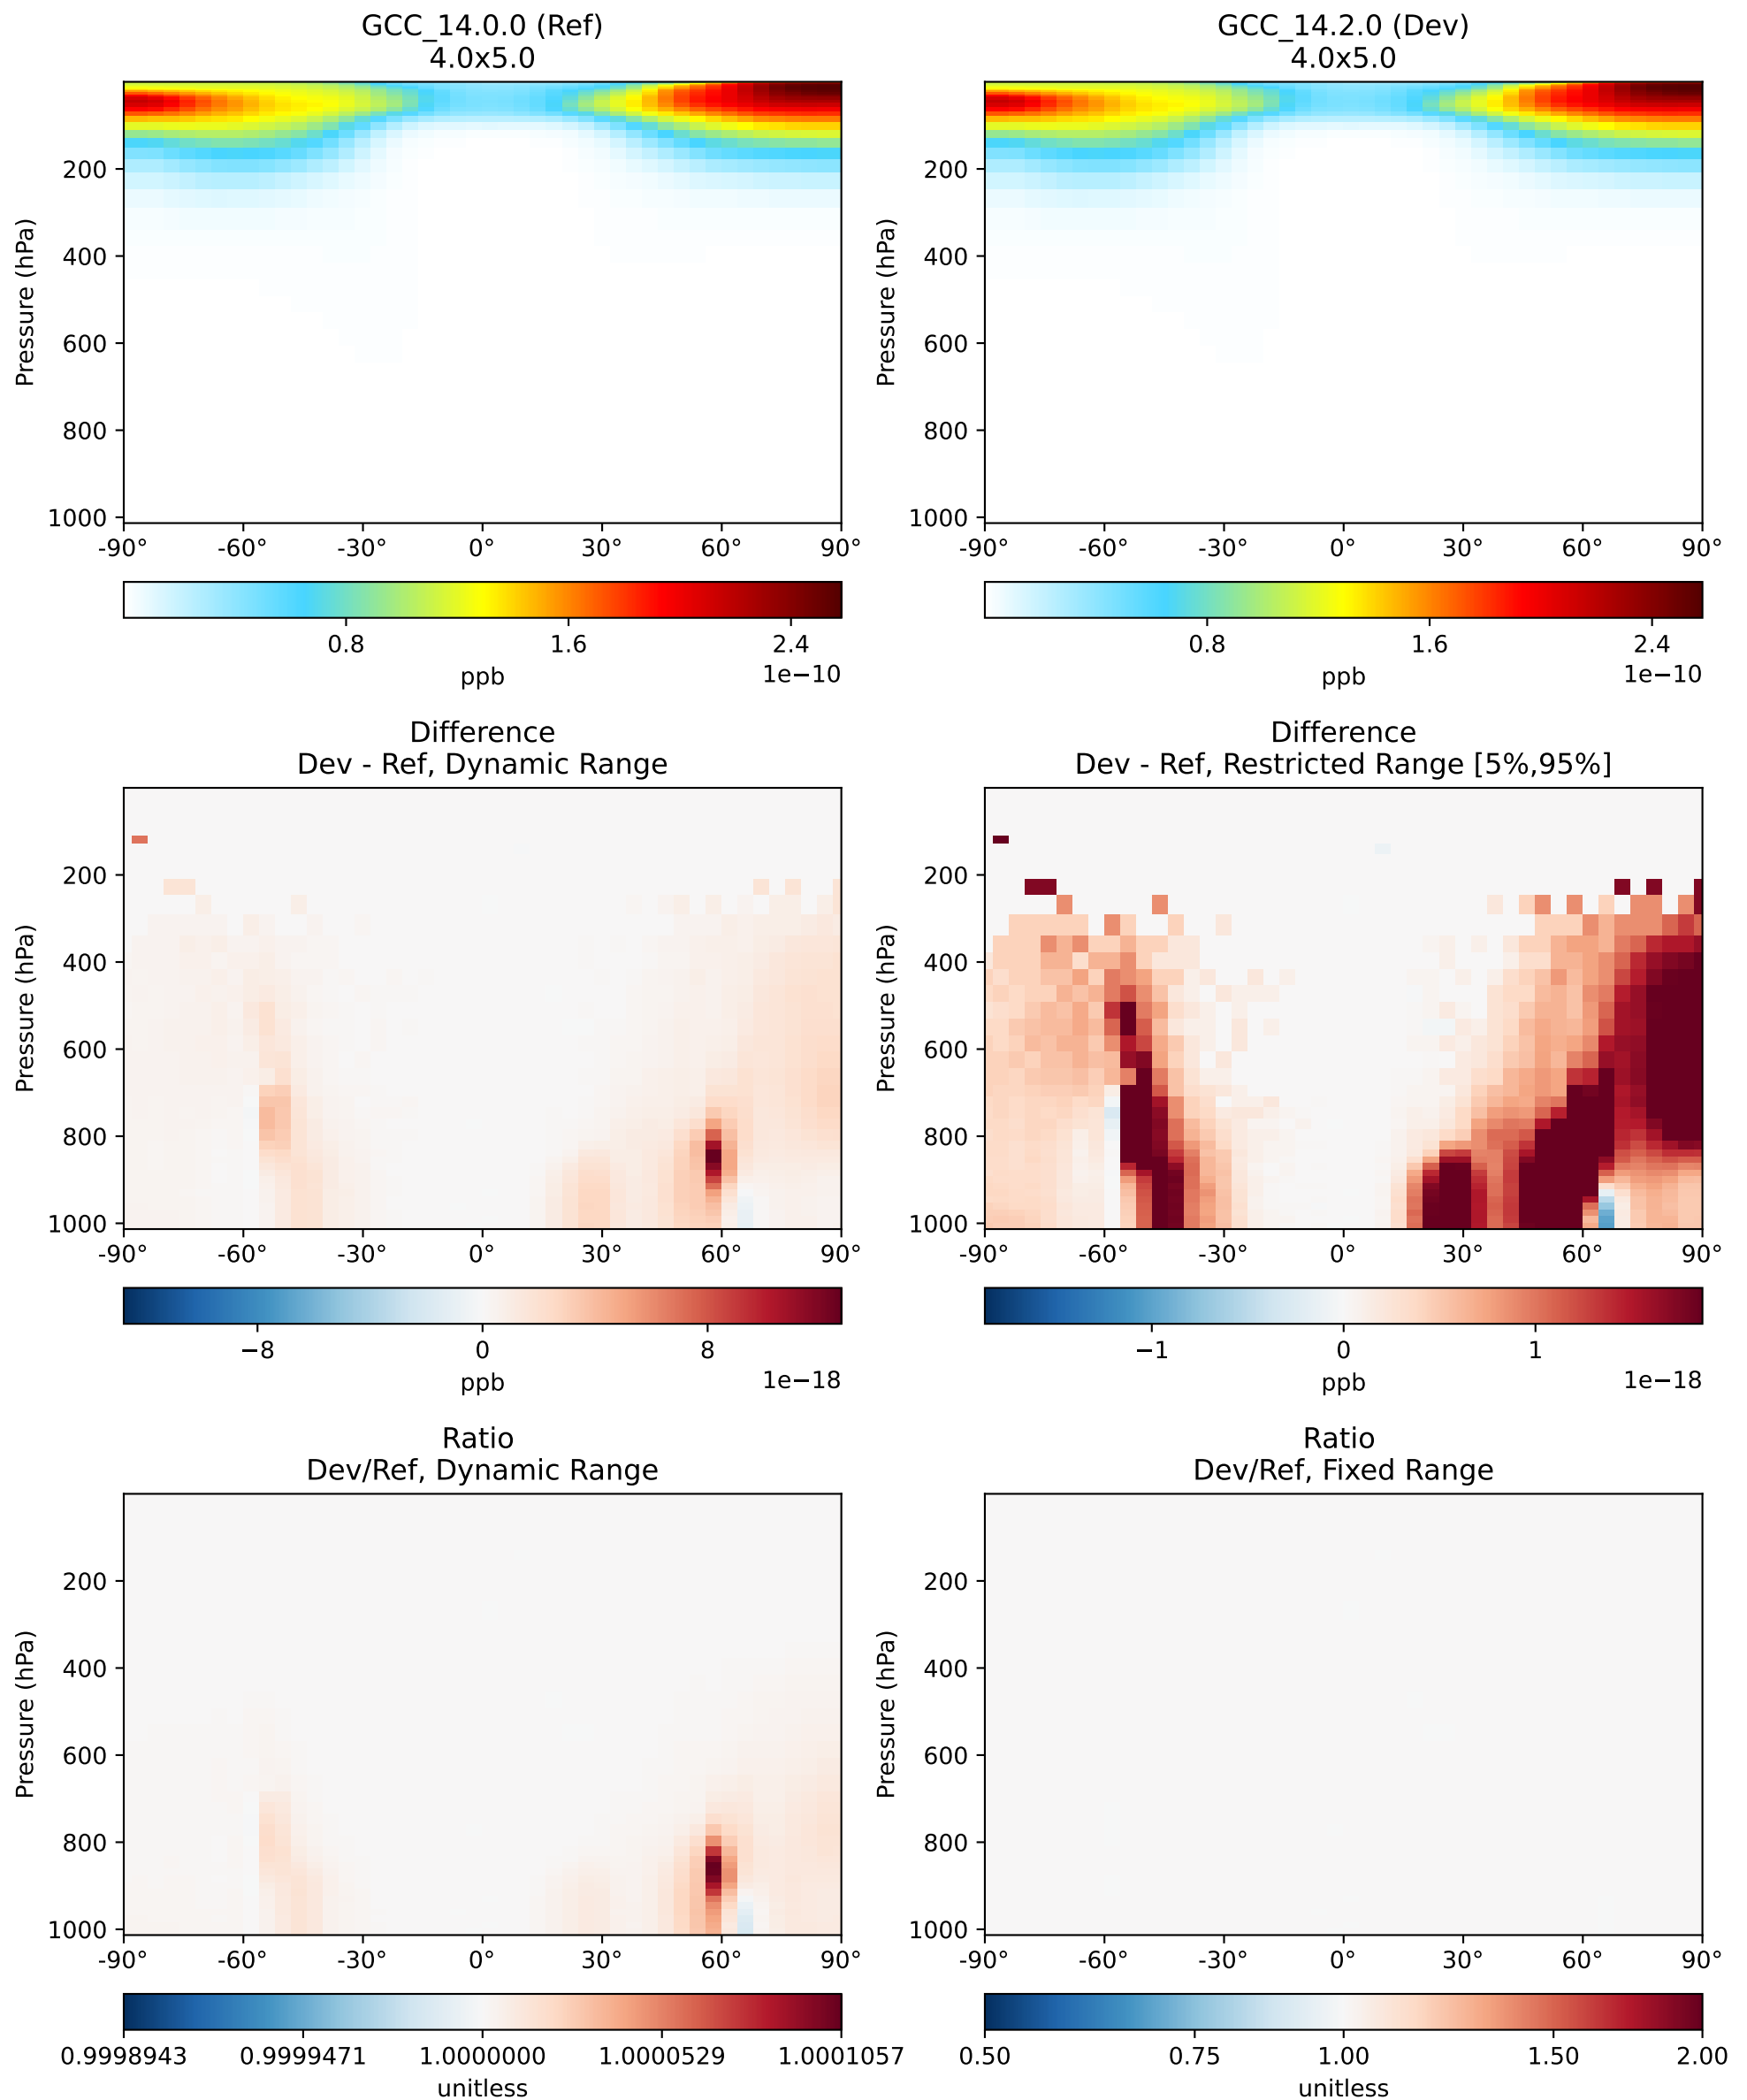 GCC_14.0.0 (Ref)
4.0x5.0
Pressure (hPa)
200
400
600
800
1000
-90° -60° -30° 0° 30° 60° 90°
0.8 1.6 2.4
1e−10
ppb
GCC_14.2.0 (Dev)
4.0x5.0
Pressure (hPa)
200
400
600
800
1000
-90° -60° -30° 0° 30° 60° 90°
0.8 1.6 2.4
1e−10
ppb
Difference
Dev - Ref, Dynamic Range
Pressure (hPa)
200
400
600
800
1000
-90° -60° -30° 0° 30° 60° 90°
−8 0 8
1e−18
ppb
Difference
Dev - Ref, Restricted Range [5%,95%]
Pressure (hPa)
200
400
600
800
1000
-90° -60° -30° 0° 30° 60° 90°
−1 0 1
1e−18
ppb
Ratio
Dev/Ref, Dynamic Range
Pressure (hPa)
200
400
600
800
1000
-90° -60° -30° 0° 30° 60° 90°
0.9998943 0.9999471 1.0000000 1.0000529 1.0001057
unitless
Ratio
Dev/Ref, Fixed Range
Pressure (hPa)
200
400
600
800
1000
-90° -60° -30° 0° 30° 60° 90°
0.50 0.75 1.00 1.50 2.00
unitless